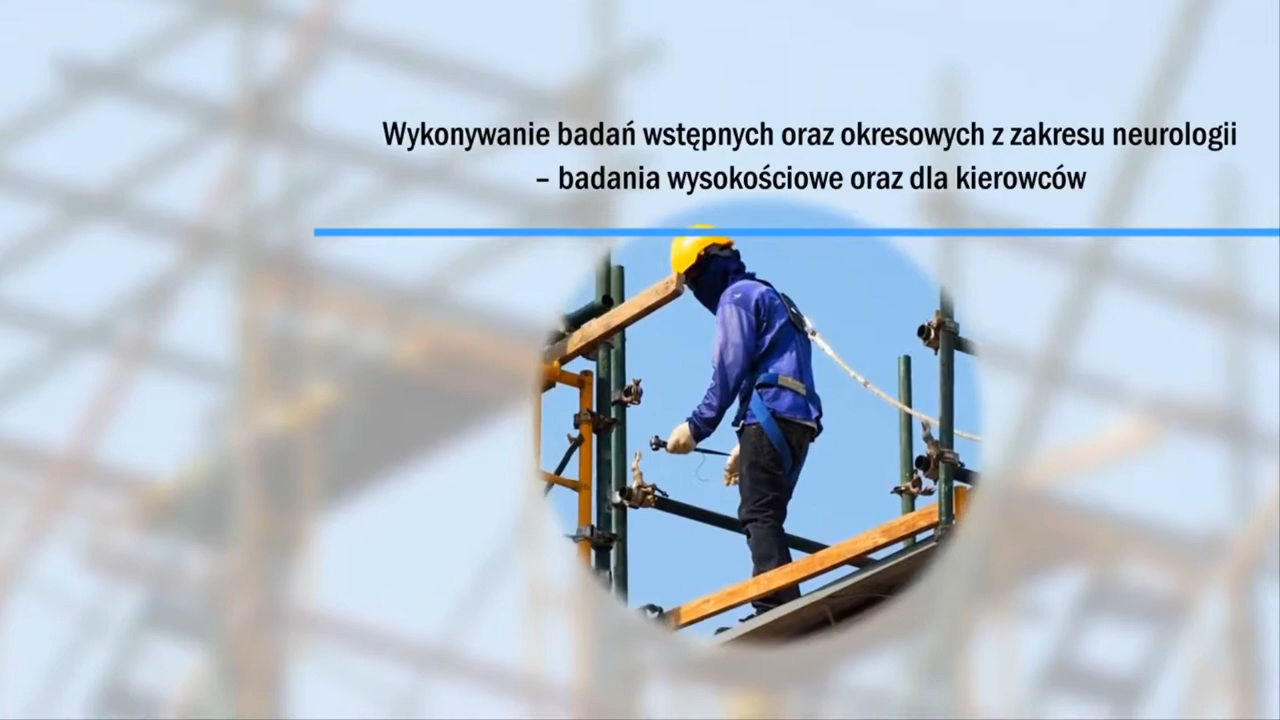 Wykonywanie badań wstępnych oraz okresowych z zakresu neurologii
– badania wysokościowe oraz dla kierowców